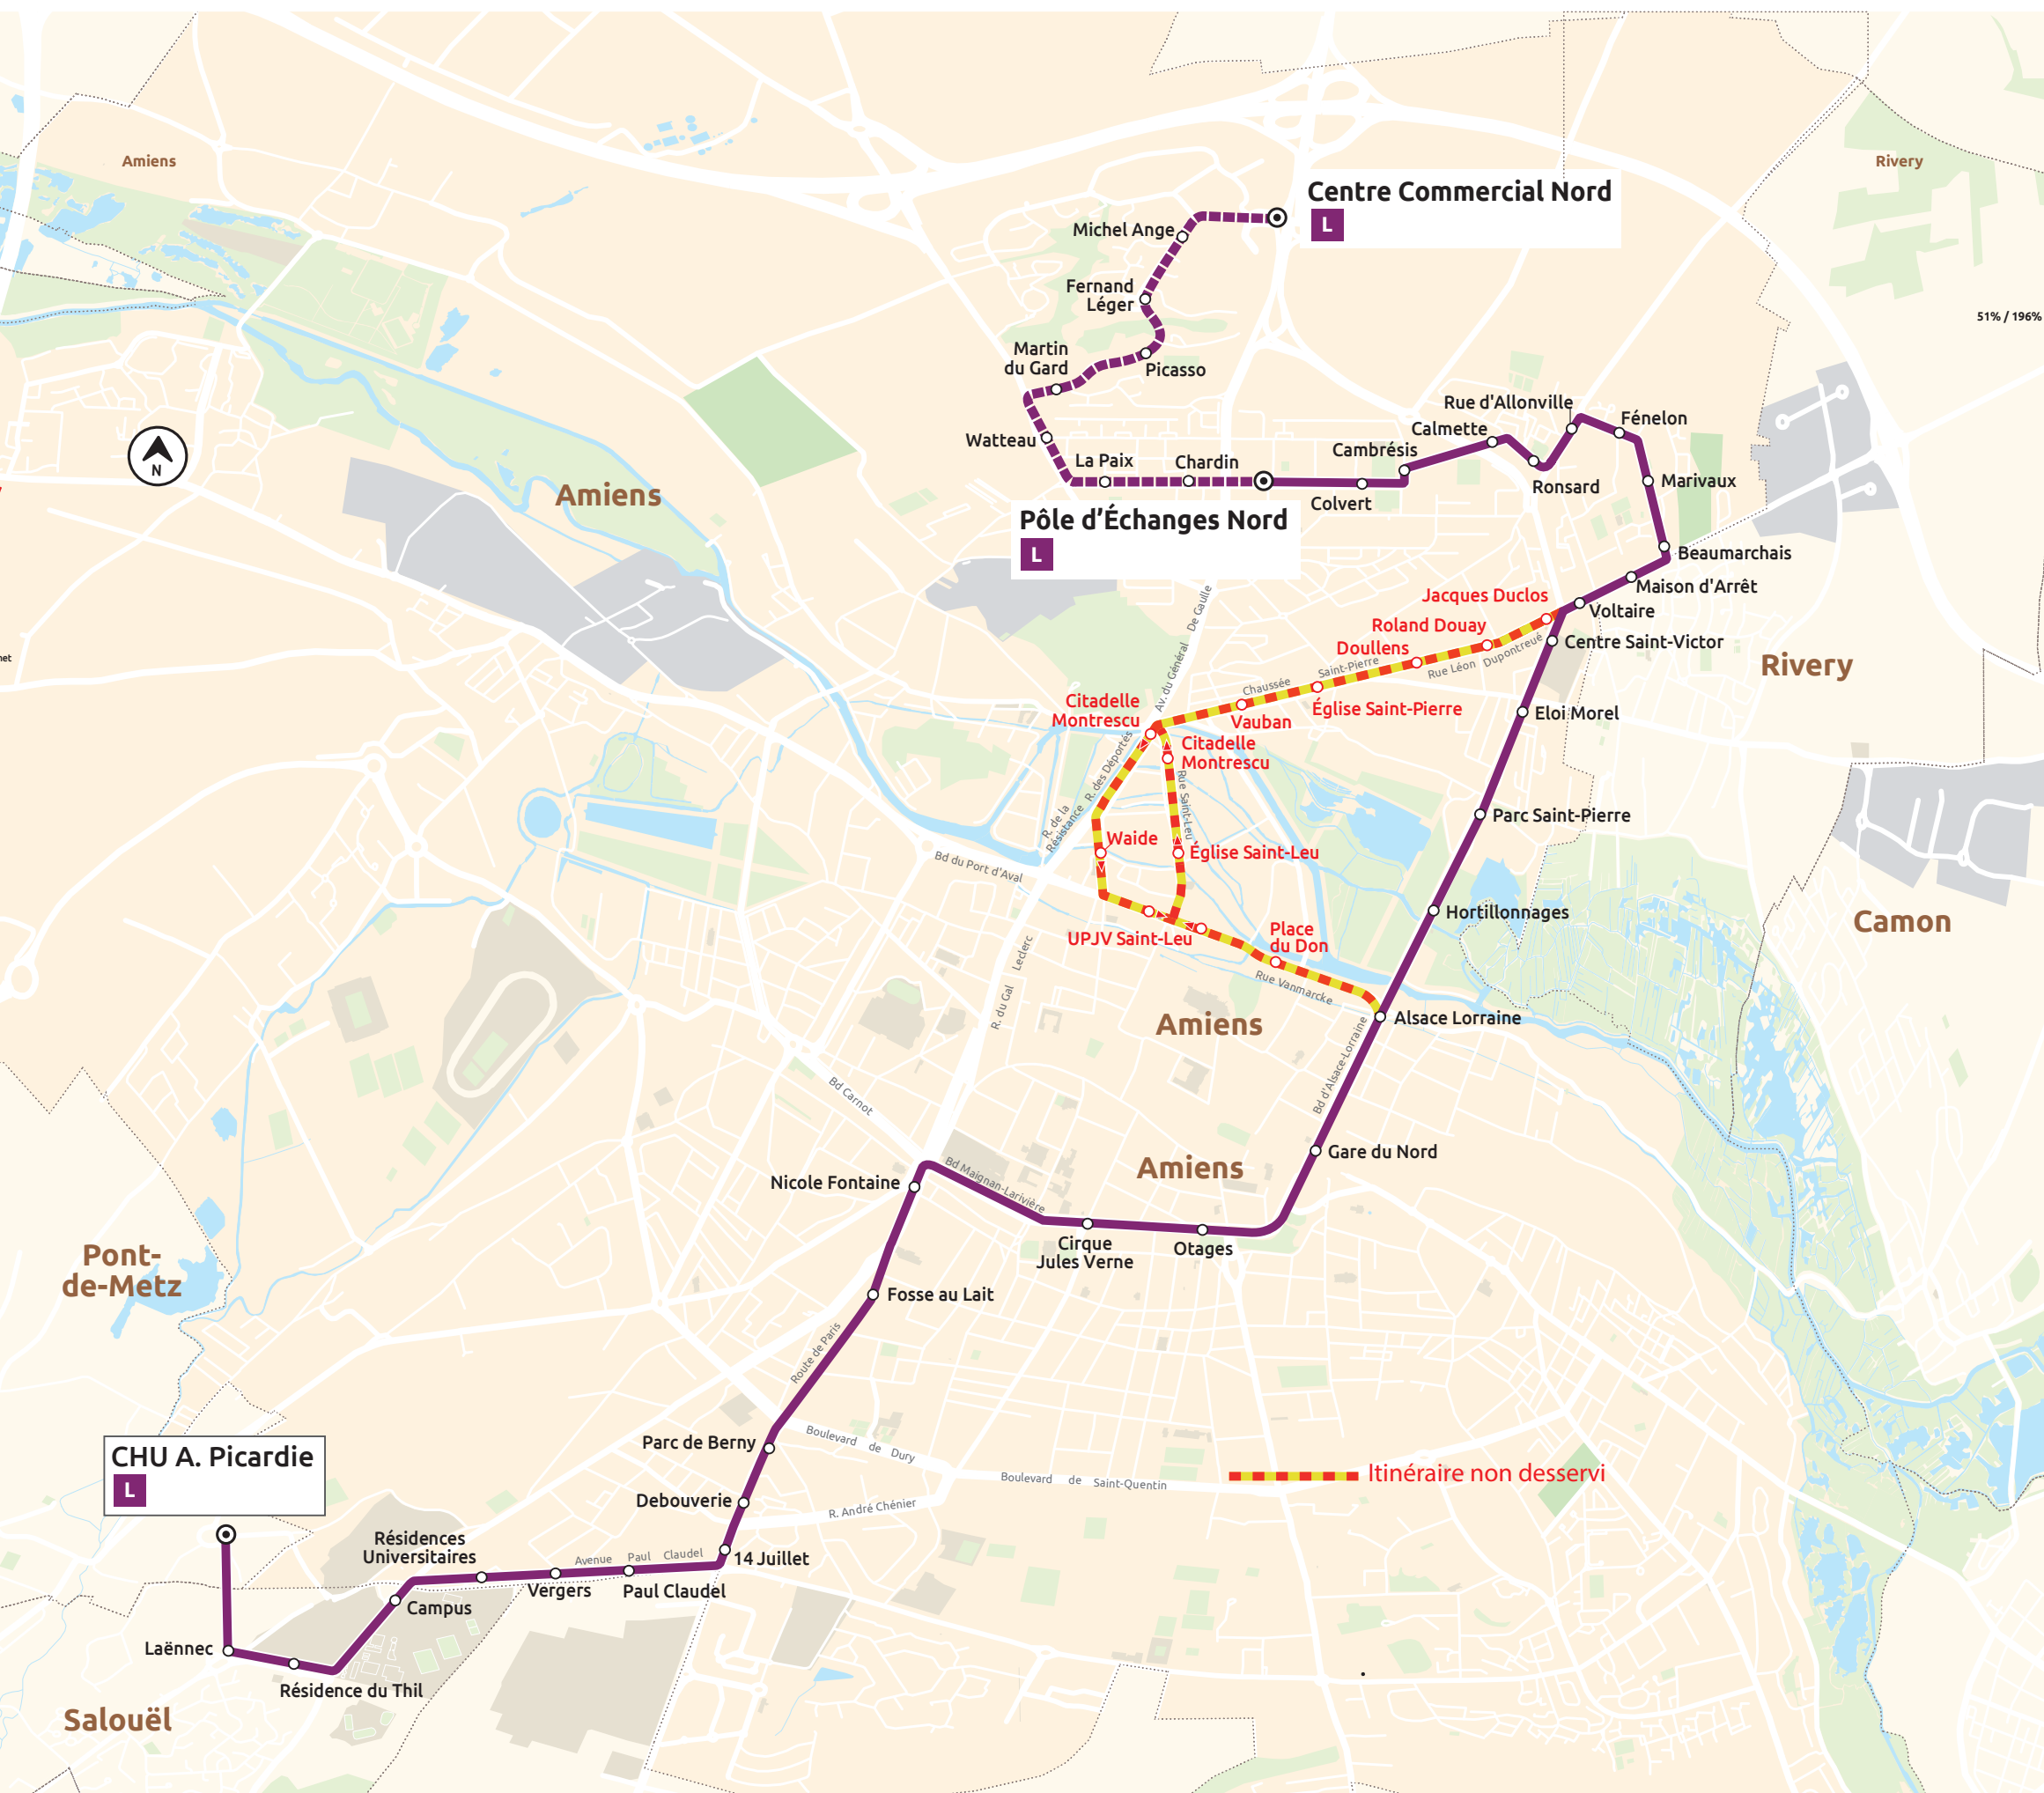 Amiens
Rivery
Centre Commercial Nord
L
Michel Ange
Fernand
Léger
51% / 196%
Martin
du Gard
Picasso
Rue d'Allonville
Fénelon
Calmette
Watteau
Cambrésis
La Paix
Chardin
Marivaux
Ronsard
N
Amiens
Colvert
Pôle d'Échanges Nord
L
Beaumarchais
Maison d'Arrêt
Jacques Duclos
Voltaire
Roland Douay
Centre Saint-Victor
Doullens
Rivery
Av. du Général De Gaulle
Chaussée Saint-Pierre
Rue Léon Dupontreué
Citadelle
Montrescu
Église Saint-Pierre
Eloi Morel
Vauban
Citadelle
Montrescu
R. des Déportés
Rue Saint-Leu
R. de la
Résistance
Parc Saint-Pierre
Waide
Église Saint-Leu
Bd du Port d'Aval
Hortillonnages
Camon
UPJV Saint-Leu
Place
du Don
Rue Vanmarcke
R. du Gal Leclerc
Amiens
Alsace Lorraine
Bd d'Alsace-Lorraine
Bd Carnot
Gare du Nord
Amiens
Nicole Fontaine
Bd Maignan-Larivière
Cirque
Jules Verne
Otages
Pont-
de-Metz
Fosse au Lait
Route de Paris
CHU A. Picardie
L
Parc de Berny
Boulevard de Dury
Boulevard de Saint-Quentin
Itinéraire non desservi
Debouverie
R. André Chénier
Résidences
Universitaires
Avenue Paul Claudel
14 Juillet
Vergers
Paul Claudel
Campus
Laënnec
Résidence du Thil
Salouël